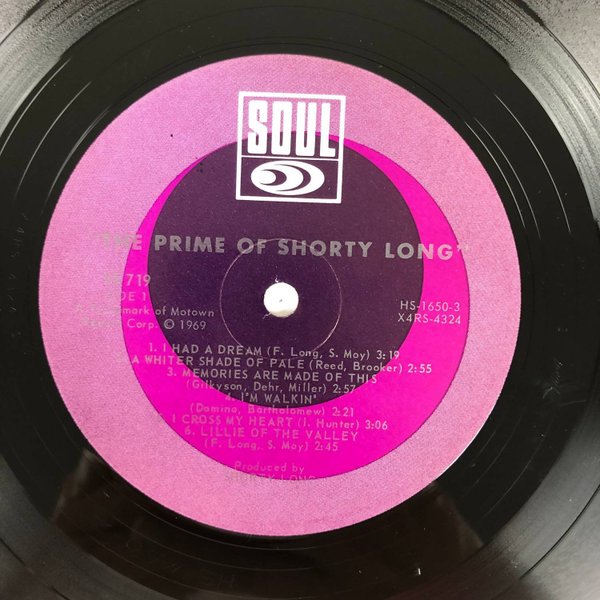 SOUL
"THE PRIME OF SHORTY LONG"
719
SIDE 1
HS-1650-3
X4RS-4324
Trademark of Motown
Corp. © 1969
1. I HAD A DREAM (F. Long, S. Moy) 3:19
A WHITER SHADE OF PALE (Reed, Brooker) 2:55
3. MEMORIES ARE MADE OF THIS
(Gilkyson, Dehr, Miller) 2:57
4. I'M WALKIN'
(Domino, Bartholomew) 2:21
5. I CROSS MY HEART (I. Hunter) 3:06
6. LILLIE OF THE VALLEY
(F. Long, S. Moy) 2:45
Produced by
SHORTY LONG